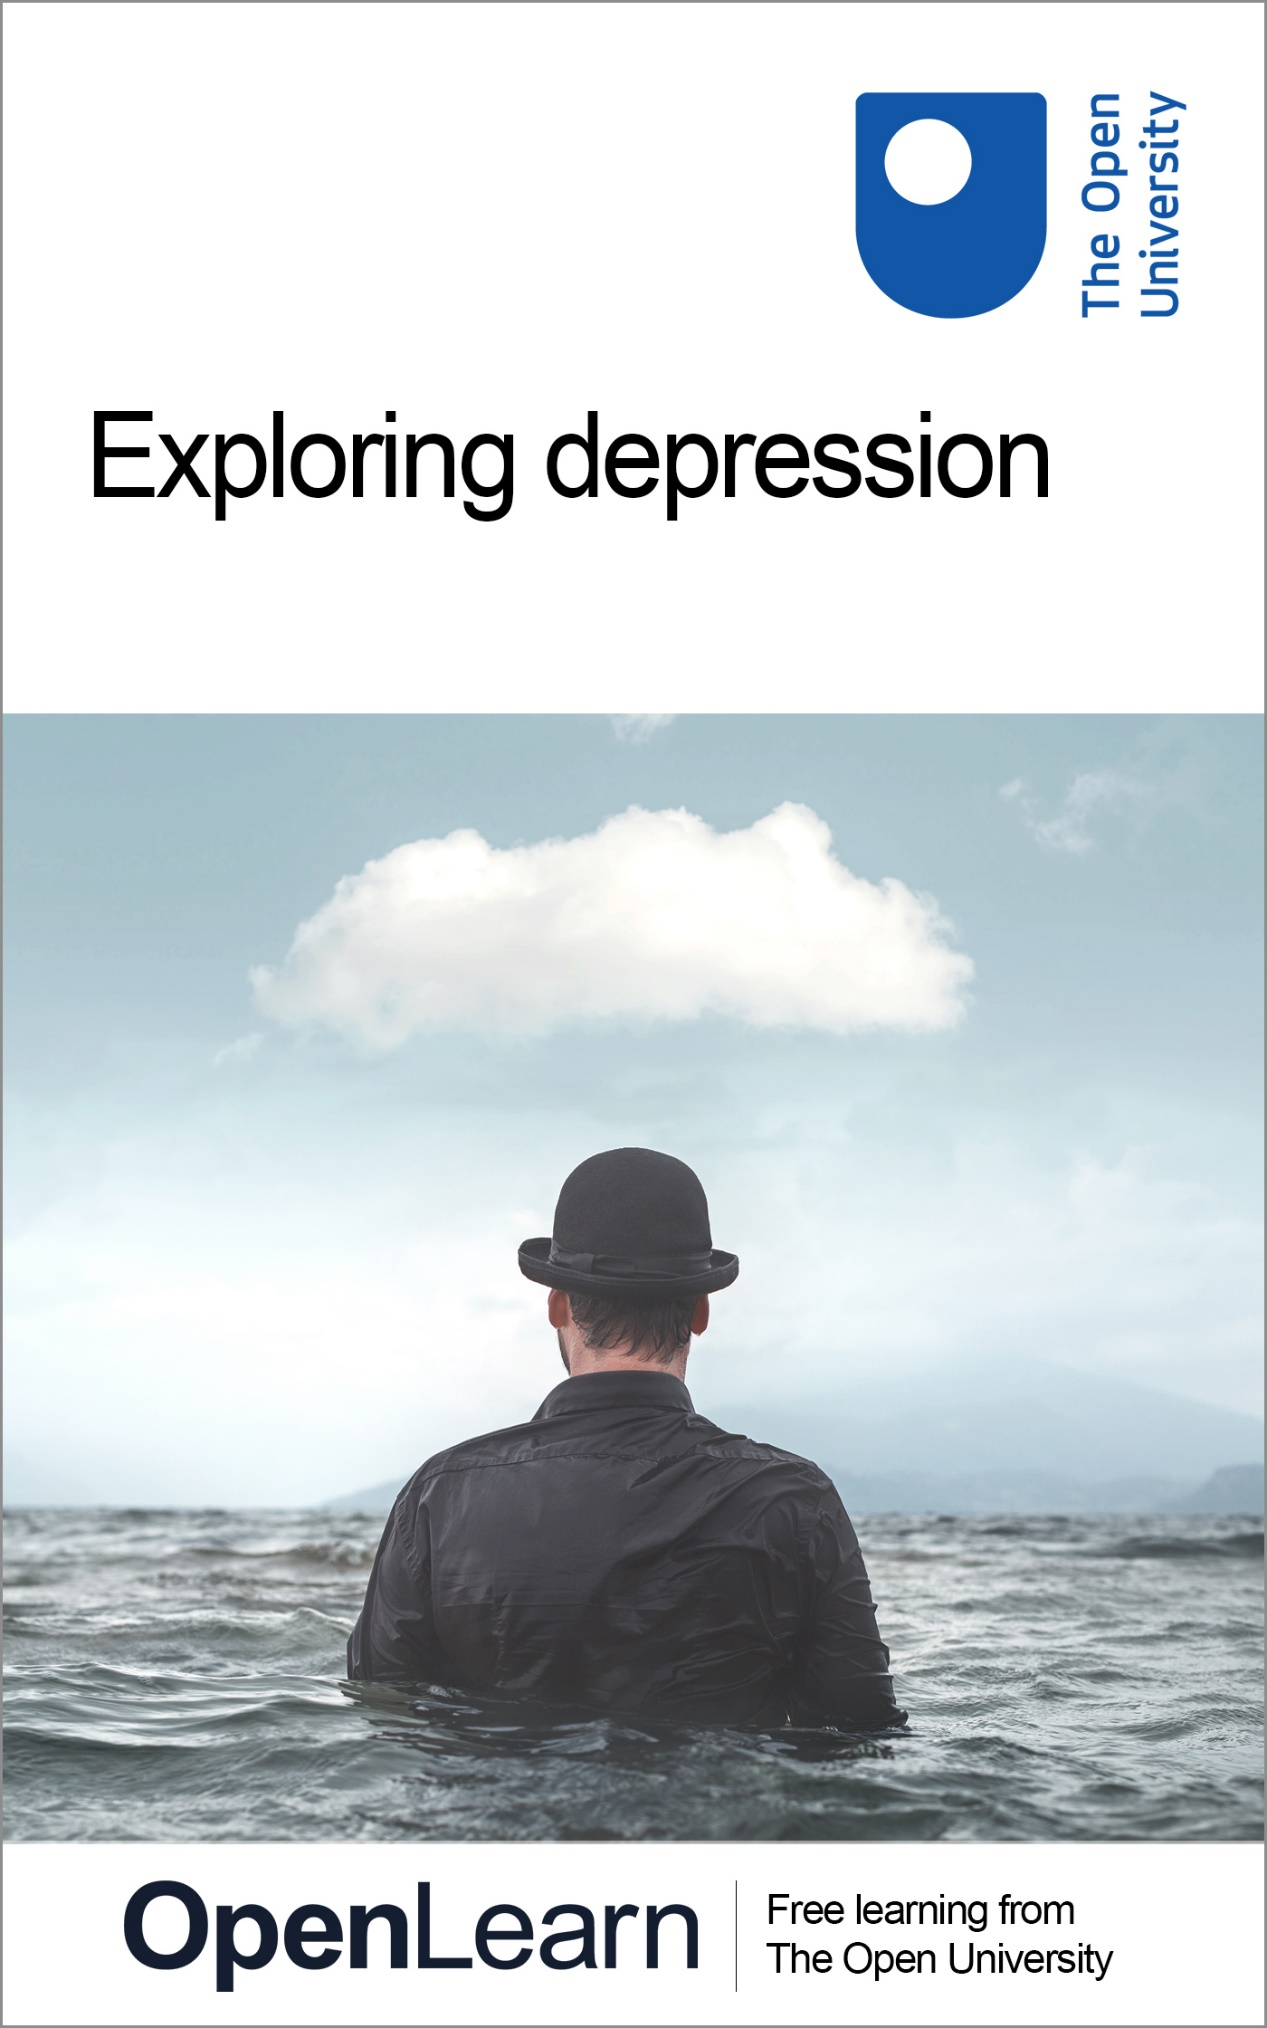 The Open
University
Exploring depression
OpenLearn
Free learning from
The Open University